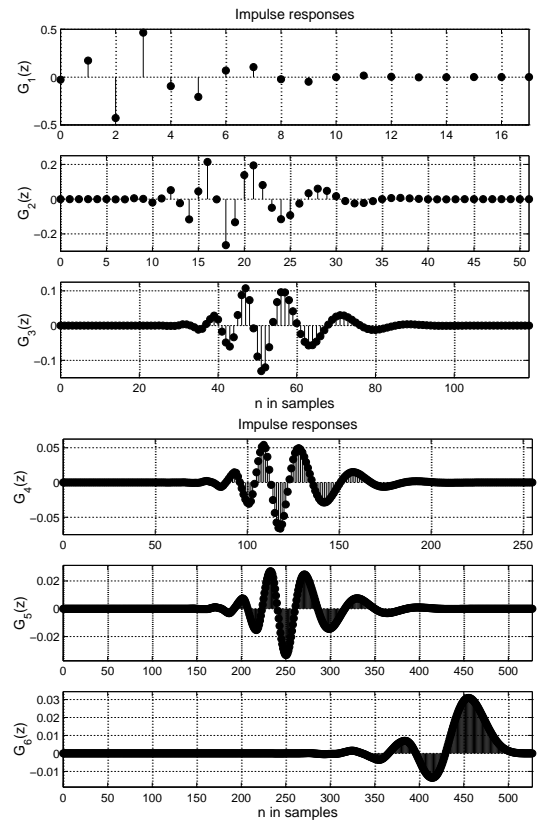 Impulse responses
0.5
0
−0.5
G1(z)
0 2 4 6 8 10 12 14 16
0.2
0
−0.2
G2(z)
0 5 10 15 20 25 30 35 40 45 50
0.1
0
−0.1
G3(z)
0 20 40 60 80 100
n in samples
Impulse responses
0.05
0
−0.05
G4(z)
0 50 100 150 200 250
0.02
0
−0.02
G5(z)
0 50 100 150 200 250 300 350 400 450 500
0.03
0.02
0.01
0
−0.01
G6(z)
0 50 100 150 200 250 300 350 400 450 500
n in samples